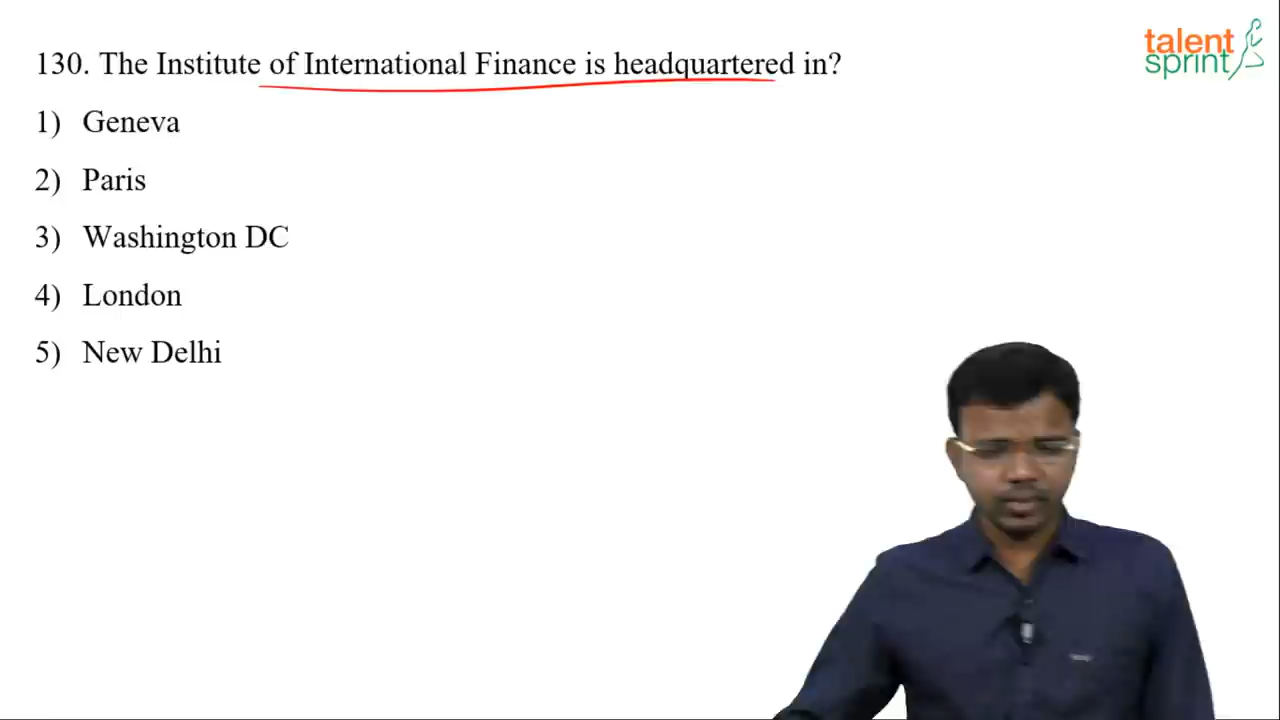 talent
sprint
130. The Institute of International Finance is headquartered in?
1) Geneva
2) Paris
3) Washington DC
4) London
5) New Delhi